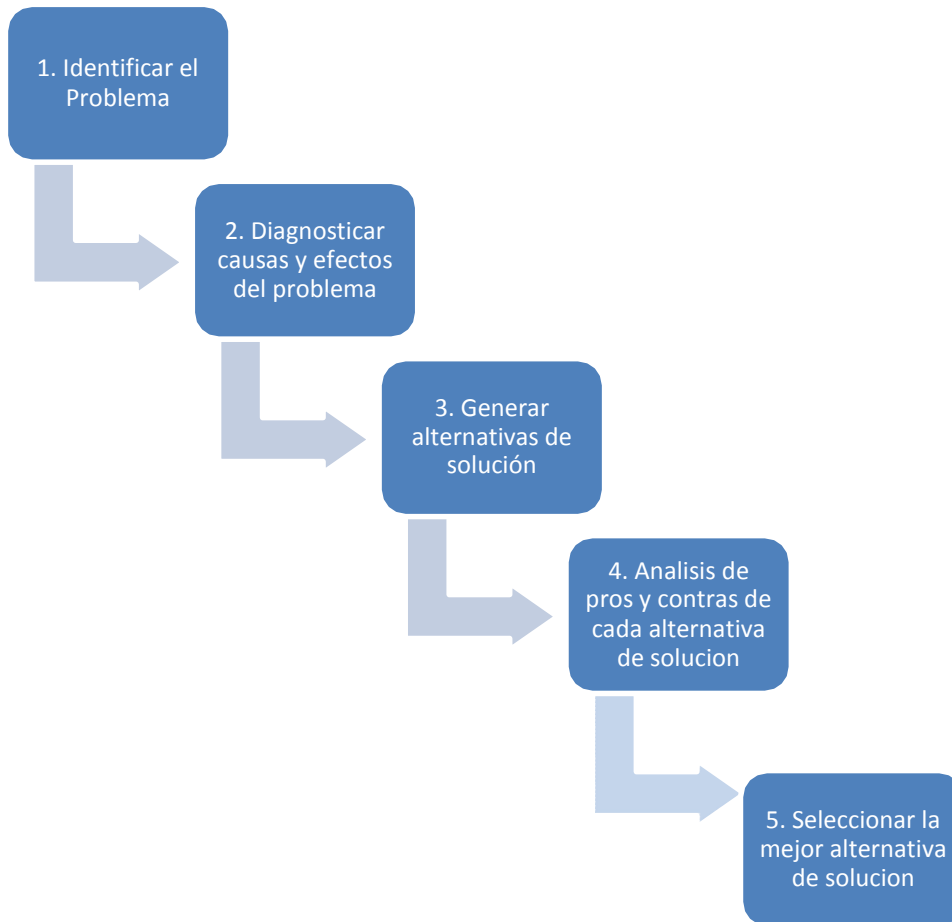 1. Identificar el
Problema
2. Diagnosticar
causas y efectos
del problema
3. Generar
alternativas de
solución
4. Analisis de
pros y contras de
cada alternativa
de solucion
5. Seleccionar la
mejor alternativa
de solucion